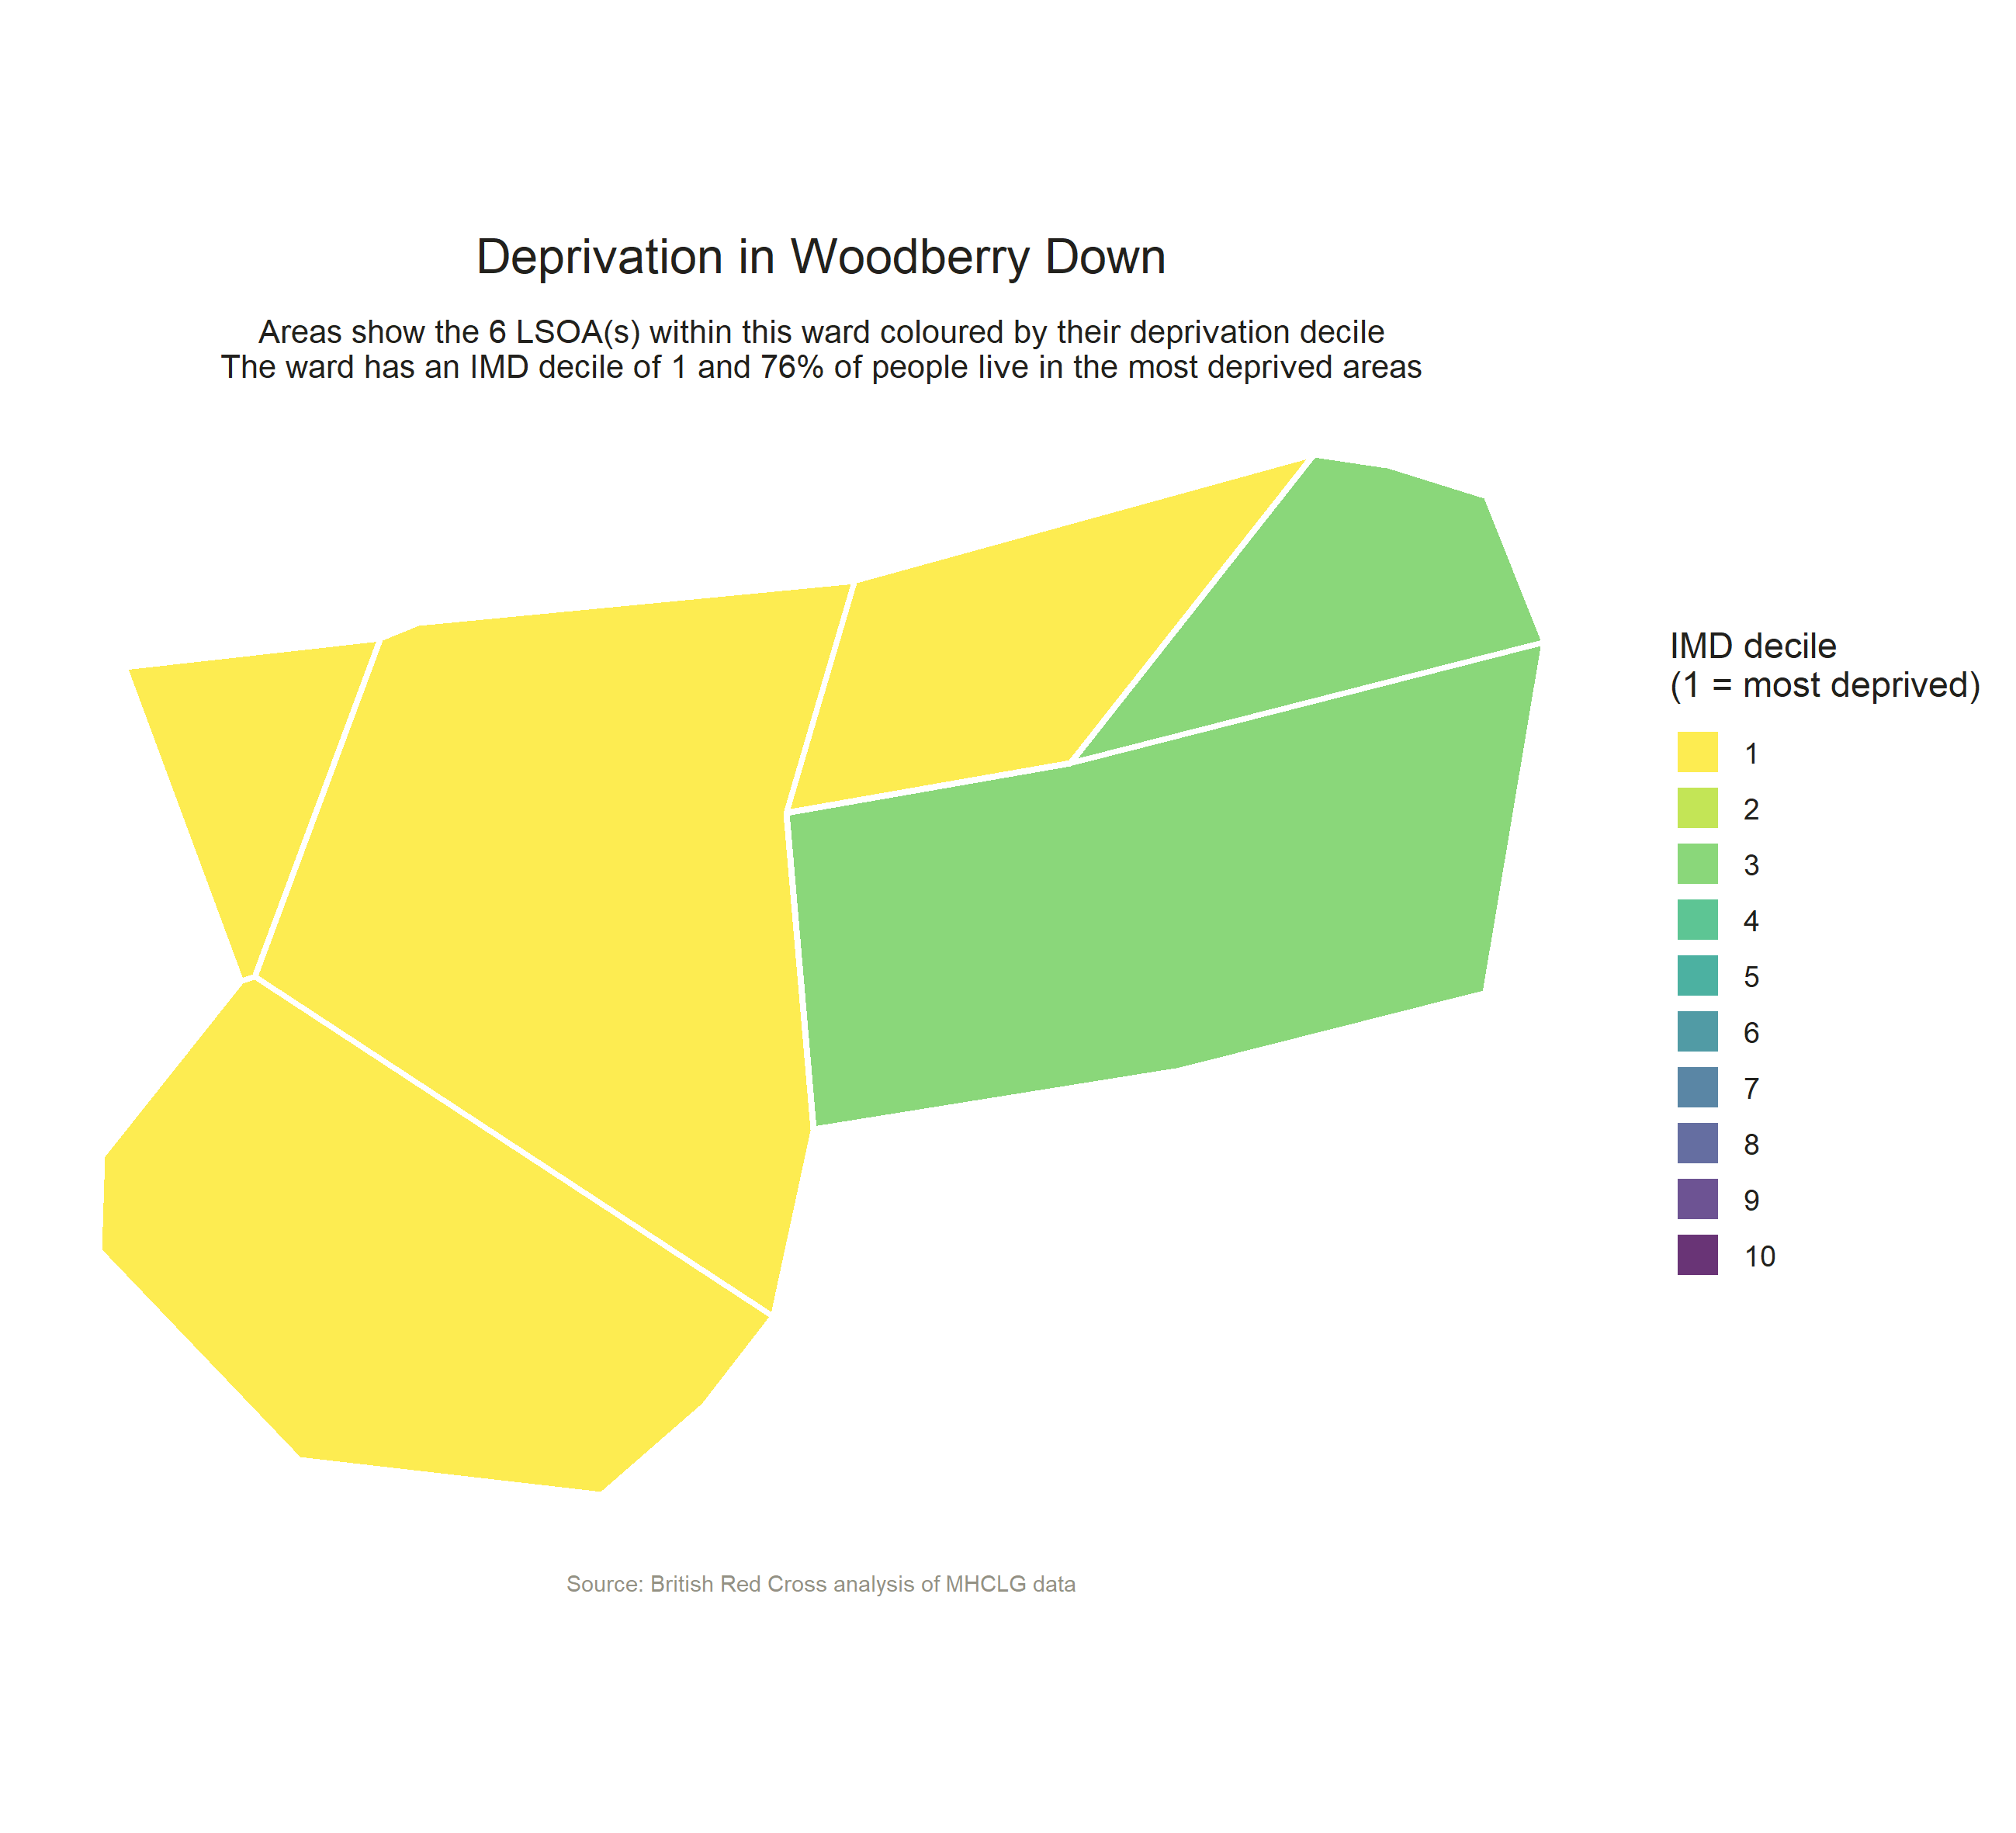 Deprivation in Woodberry Down
Areas show the 6 LSOA(s) within this ward coloured by their deprivation decile
The ward has an IMD decile of 1 and 76% of people live in the most deprived areas
IMD decile
(1 = most deprived)
1
2
3
4
5
6
7
8
9
10
Source: British Red Cross analysis of MHCLG data